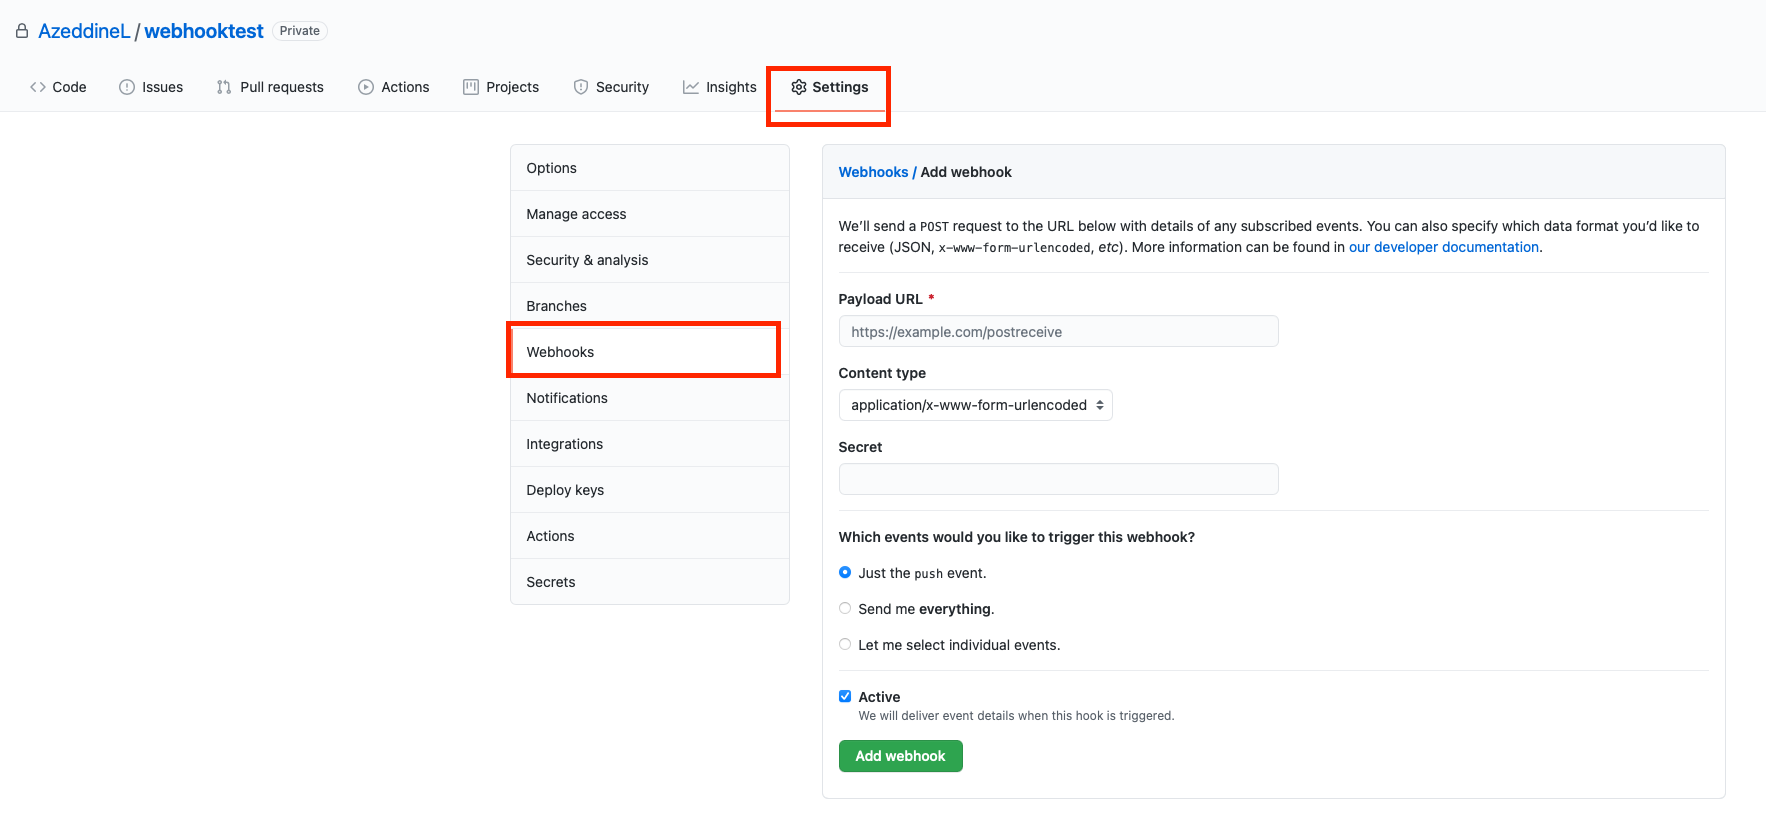 AzeddineL / webhooktest Private
Code Issues Pull requests Actions Projects Security Insights Settings
Options
Manage access
Security & analysis
Branches
Webhooks
Notifications
Integrations
Deploy keys
Actions
Secrets
Webhooks / Add webhook
We’ll send a POST request to the URL below with details of any subscribed events. You can also specify which data format you’d like to
receive (JSON, x-www-form-urlencoded, etc). More information can be found in our developer documentation.
Payload URL *
https://example.com/postreceive
Content type
application/x-www-form-urlencoded
Secret
Which events would you like to trigger this webhook?
Just the push event.
Send me everything.
Let me select individual events.
Active
We will deliver event details when this hook is triggered.
Add webhook